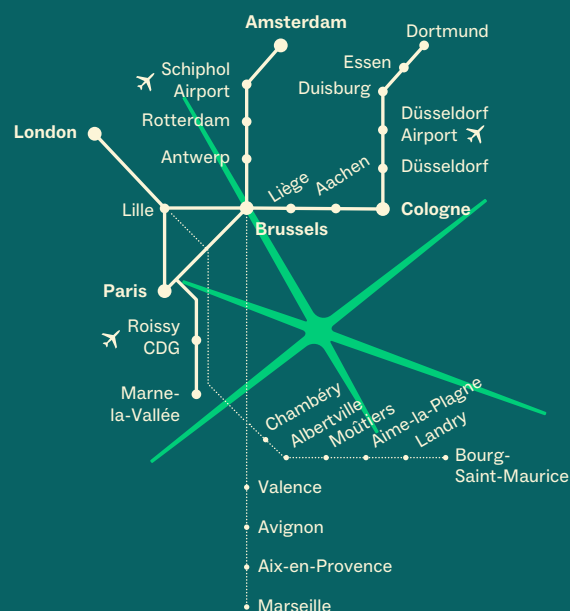 Amsterdam
Dortmund
Essen
Schiphol
Airport
Duisburg
Rotterdam
Düsseldorf
Airport
London
Antwerp
Düsseldorf
Liège
Aachen
Lille
Brussels
Cologne
Paris
Roissy
CDG
Marne-
la-Vallée
Chambéry
Albertville
Moûtiers
Aime-la-Plagne
Landry
Bourg-
Saint-Maurice
Valence
Avignon
Aix-en-Provence
Marseille